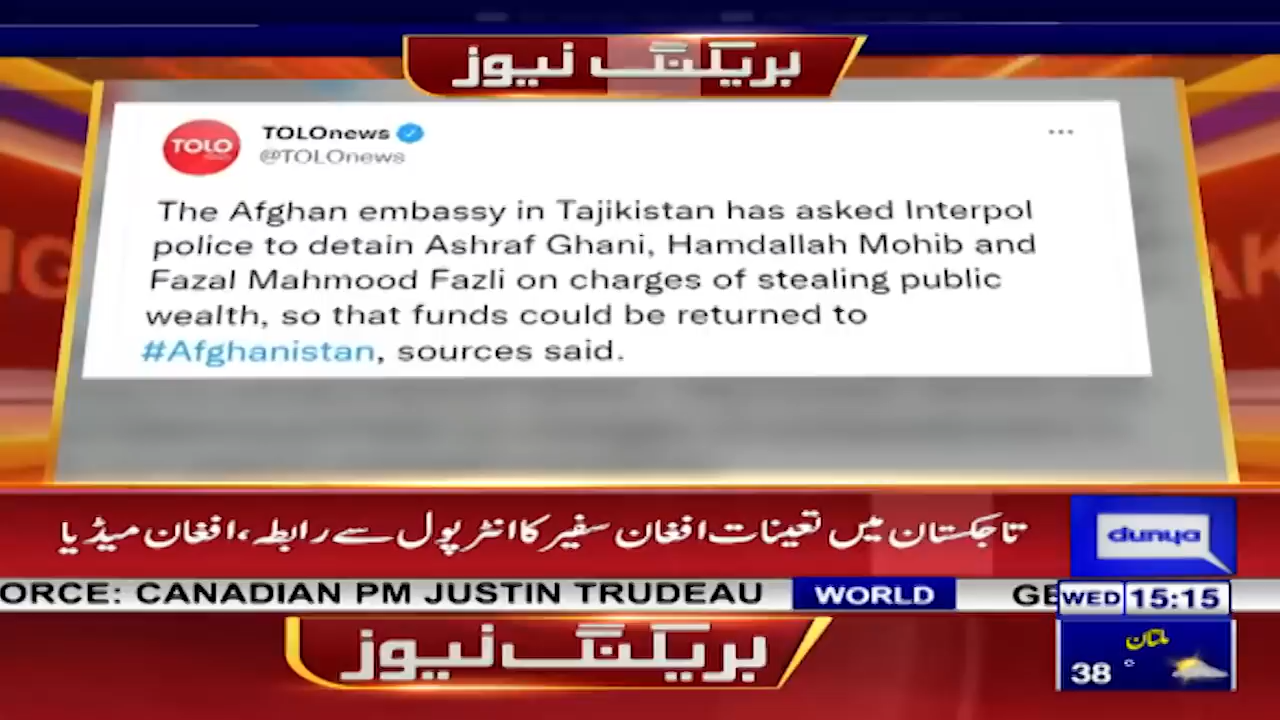 بریکنگ نیوز
TOLO
TOLOnews
@TOLOnews
The Afghan embassy in Tajikistan has asked Interpol
police to detain Ashraf Ghani, Hamdallah Mohib and
Fazal Mahmood Fazli on charges of stealing public
wealth, so that funds could be returned to
#Afghanistan, sources said.
تاجکستان میں تعینات افغان سفیر کا انٹرپول سے رابطہ، افغان میڈیا
dunya
ORCE: CANADIAN PM JUSTIN TRUDEAU WORLD GE
WED 15:15
بریکنگ نیوز
ملتان
38°